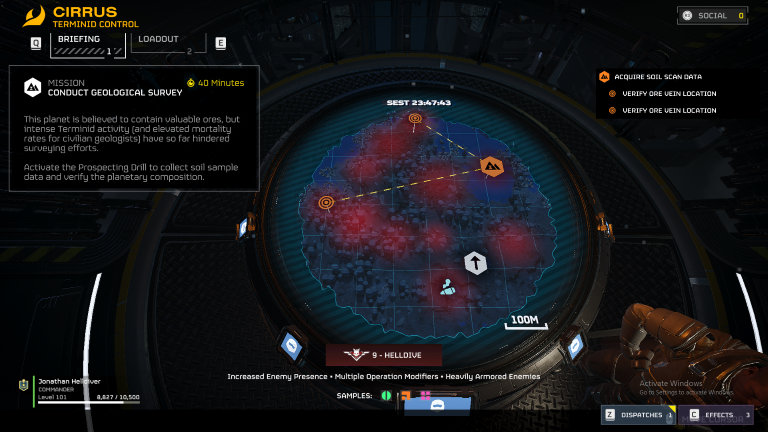 CIRRUS
TERMINID CONTROL
SOCIAL 0
Q BRIEFING LOADOUT E
1 2
MISSION 40 Minutes
CONDUCT GEOLOGICAL SURVEY
This planet is believed to contain valuable ores, but
intense Terminid activity (and elevated mortality
rates for civilian geologists) have so far hindered
surveying efforts.
Activate the Prospecting Drill to collect soil sample
data and verify the planetary composition.
ACQUIRE SOIL SCAN DATA
VERIFY ORE VEIN LOCATION
VERIFY ORE VEIN LOCATION
SEST 23:47:43
100M
9 - HELLDIVE
Increased Enemy Presence • Multiple Operation Modifiers • Heavily Armored Enemies
SAMPLES:
Jonathan Helldiver
COMMANDER
Level 101 8,827 / 10,500
Activate Windows
Go to Settings to activate Windows.
Z DISPATCHES 1 C EFFECTS 3
CURSOR